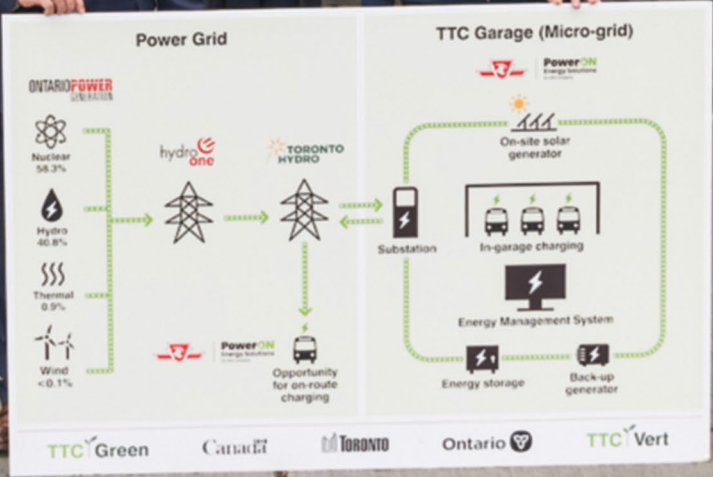 Power Grid
ONTARIOPOWER
GENERATION
Nuclear
58.3%
Hydro
40.8%
Thermal
0.9%
Wind
<0.1%
hydro
one
TORONTO
HYDRO
PowerON
Energy Solutions
Opportunity
for on-route
charging
TTC Garage (Micro-grid)
PowerON
Energy Solutions
On-site solar
generator
Substation
In-garage charging
Energy Management System
Energy storage
Back-up
generator
TTC Green
Canada
TORONTO
Ontario
TTC Vert